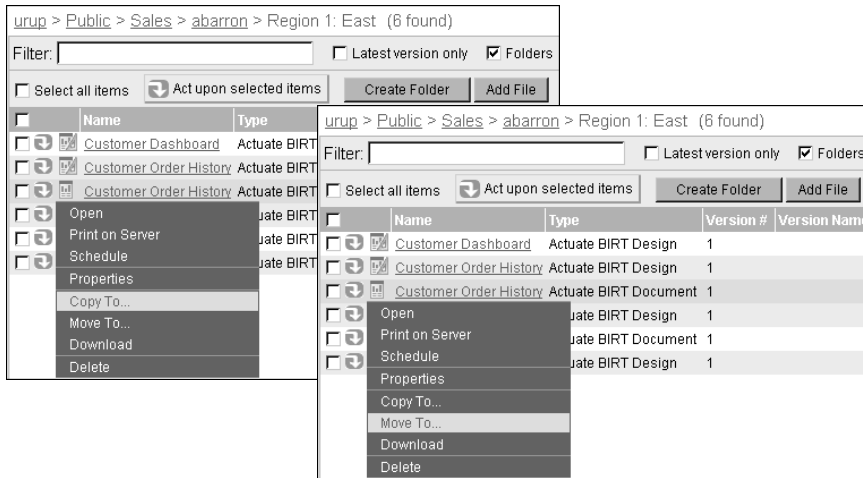 urup > Public > Sales > abarron > Region 1: East (6 found)
Filter: Latest version only Folders
Select all items Act upon selected items Create Folder Add File
Name Type
Customer Dashboard Actuate BIRT
Customer Order History Actuate BIRT
Customer Order History Actuate BIRT
Open uate BIRT
Print on Server
Schedule uate BIRT
Properties uate BIRT
Copy To...
Move To...
Download
Delete
urup > Public > Sales > abarron > Region 1: East (6 found)
Filter: Latest version only Folders
Select all items Act upon selected items Create Folder Add File
Name Type Version # Version Name
Customer Dashboard Actuate BIRT Design 1
Customer Order History Actuate BIRT Design 1
Customer Order History Actuate BIRT Document 1
Open uate BIRT Design 1
Print on Server uate BIRT Document 1
Schedule uate BIRT Design 1
Properties
Copy To...
Move To...
Download
Delete